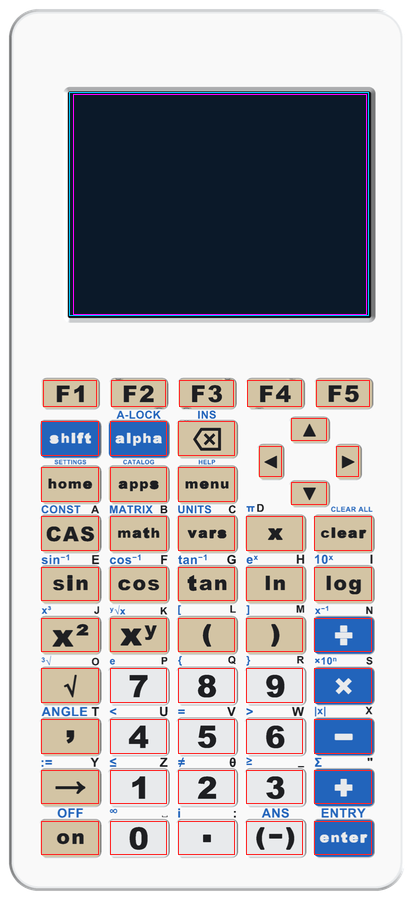 F1 F2 F3 F4 F5
A-LOCK INS
shift alpha ⌫ ▲
◀ ▶
SETTINGS CATALOG HELP
home apps menu ▼
CONST A MATRIX B UNITS C π D CLEAR ALL
CAS math vars x clear
sin⁻¹ E cos⁻¹ F tan⁻¹ G eˣ H 10ˣ I
sin cos tan ln log
x³ J ʸ√x K [ L ] M x⁻¹ N
x² xʸ ( ) +
³√ O e P { Q } R ×10ⁿ S
√ 7 8 9 ×
ANGLE T < U = V > W |x| X
, 4 5 6 −
:= Y ≤ Z ≠ θ ≥ _ Σ "
→ 1 2 3 +
OFF ∞ ⎵ i : ANS ENTRY
on 0 . (−) enter